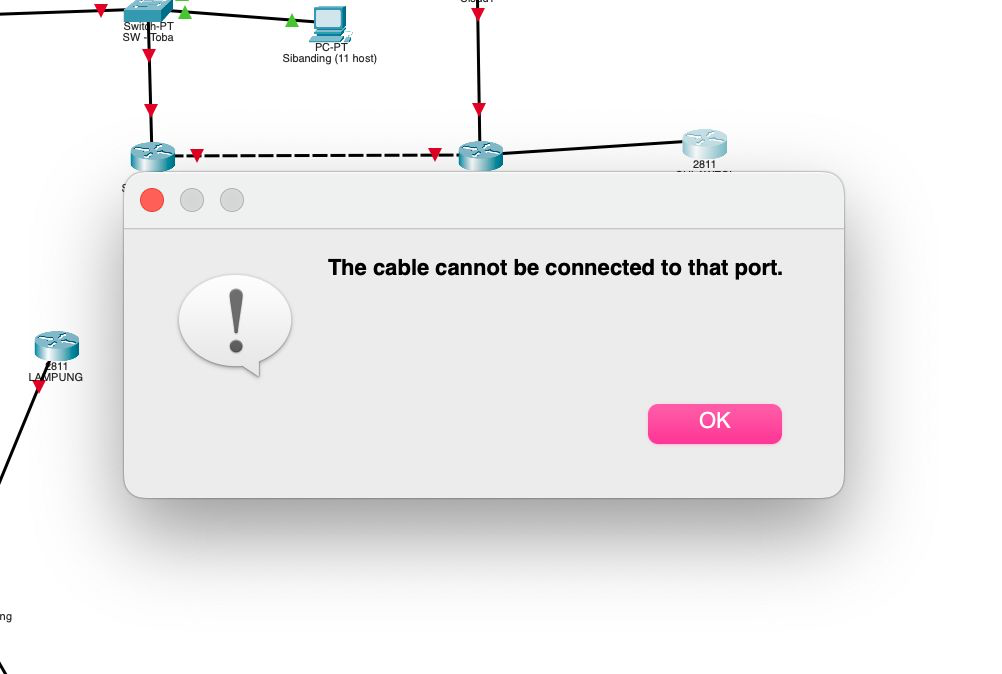 Switch-PT
SW - Toba
PC-PT
Sibanding (11 host)
2811
The cable cannot be connected to that port.
OK
2811
LAMPUNG
ng